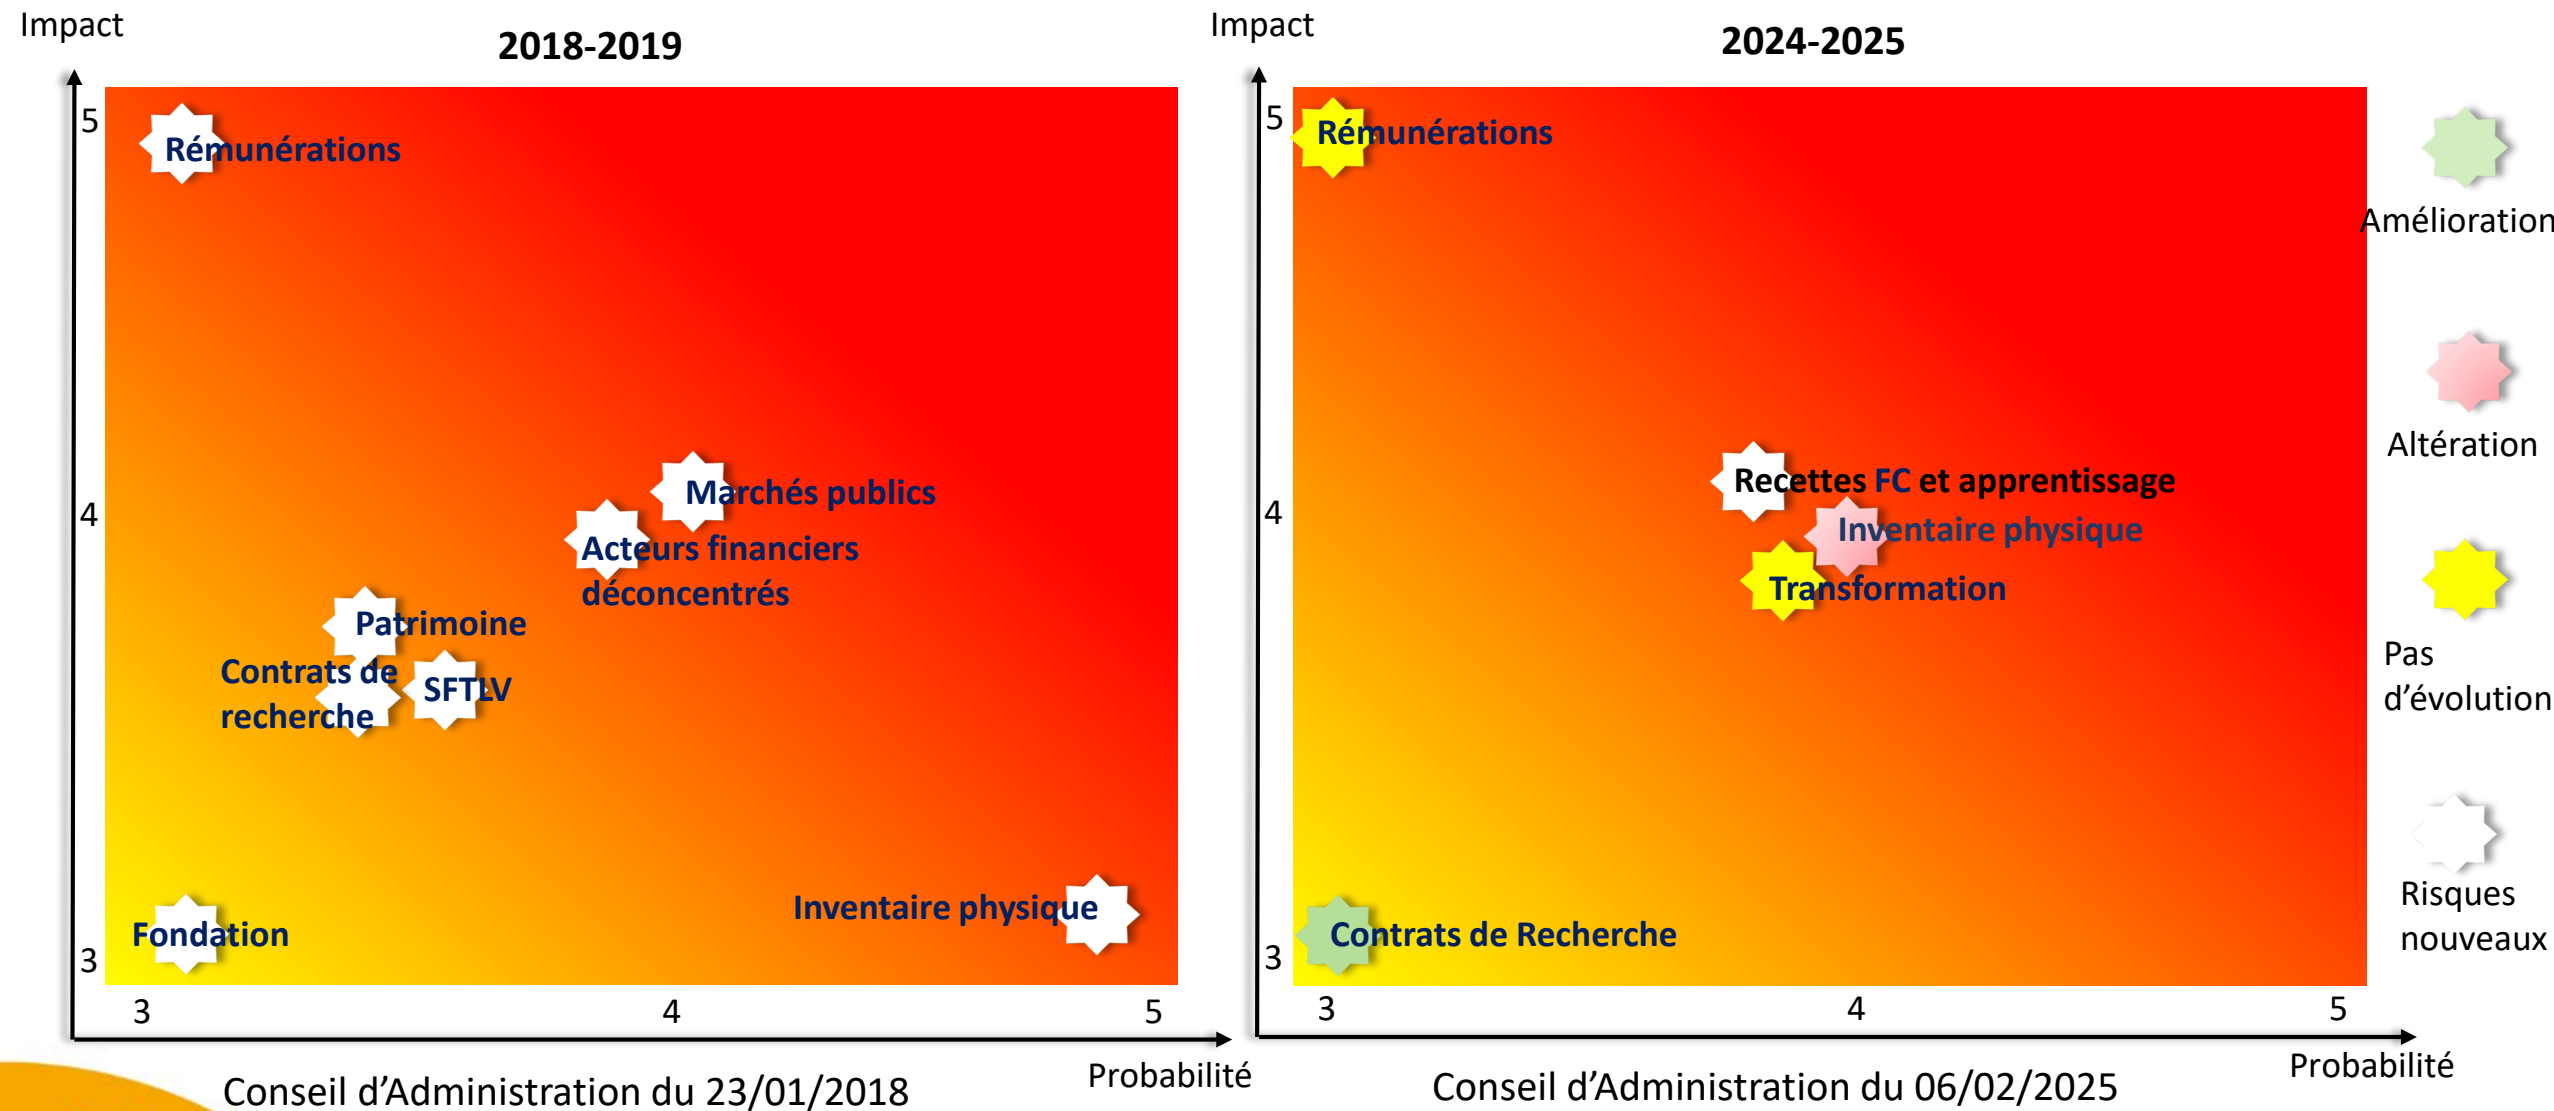 Impact
2018-2019
5
4
3
Rémunérations
Marchés publics
Acteurs financiers
déconcentrés
Patrimoine
Contrats de
recherche
SFTLV
Inventaire physique
Fondation
3
4
5
Probabilité
Conseil d’Administration du 23/01/2018
Impact
2024-2025
5
4
3
Rémunérations
Recettes FC et apprentissage
Inventaire physique
Transformation
Contrats de Recherche
3
4
5
Probabilité
Conseil d’Administration du 06/02/2025
Amélioration
Altération
Pas
d’évolution
Risques
nouveaux